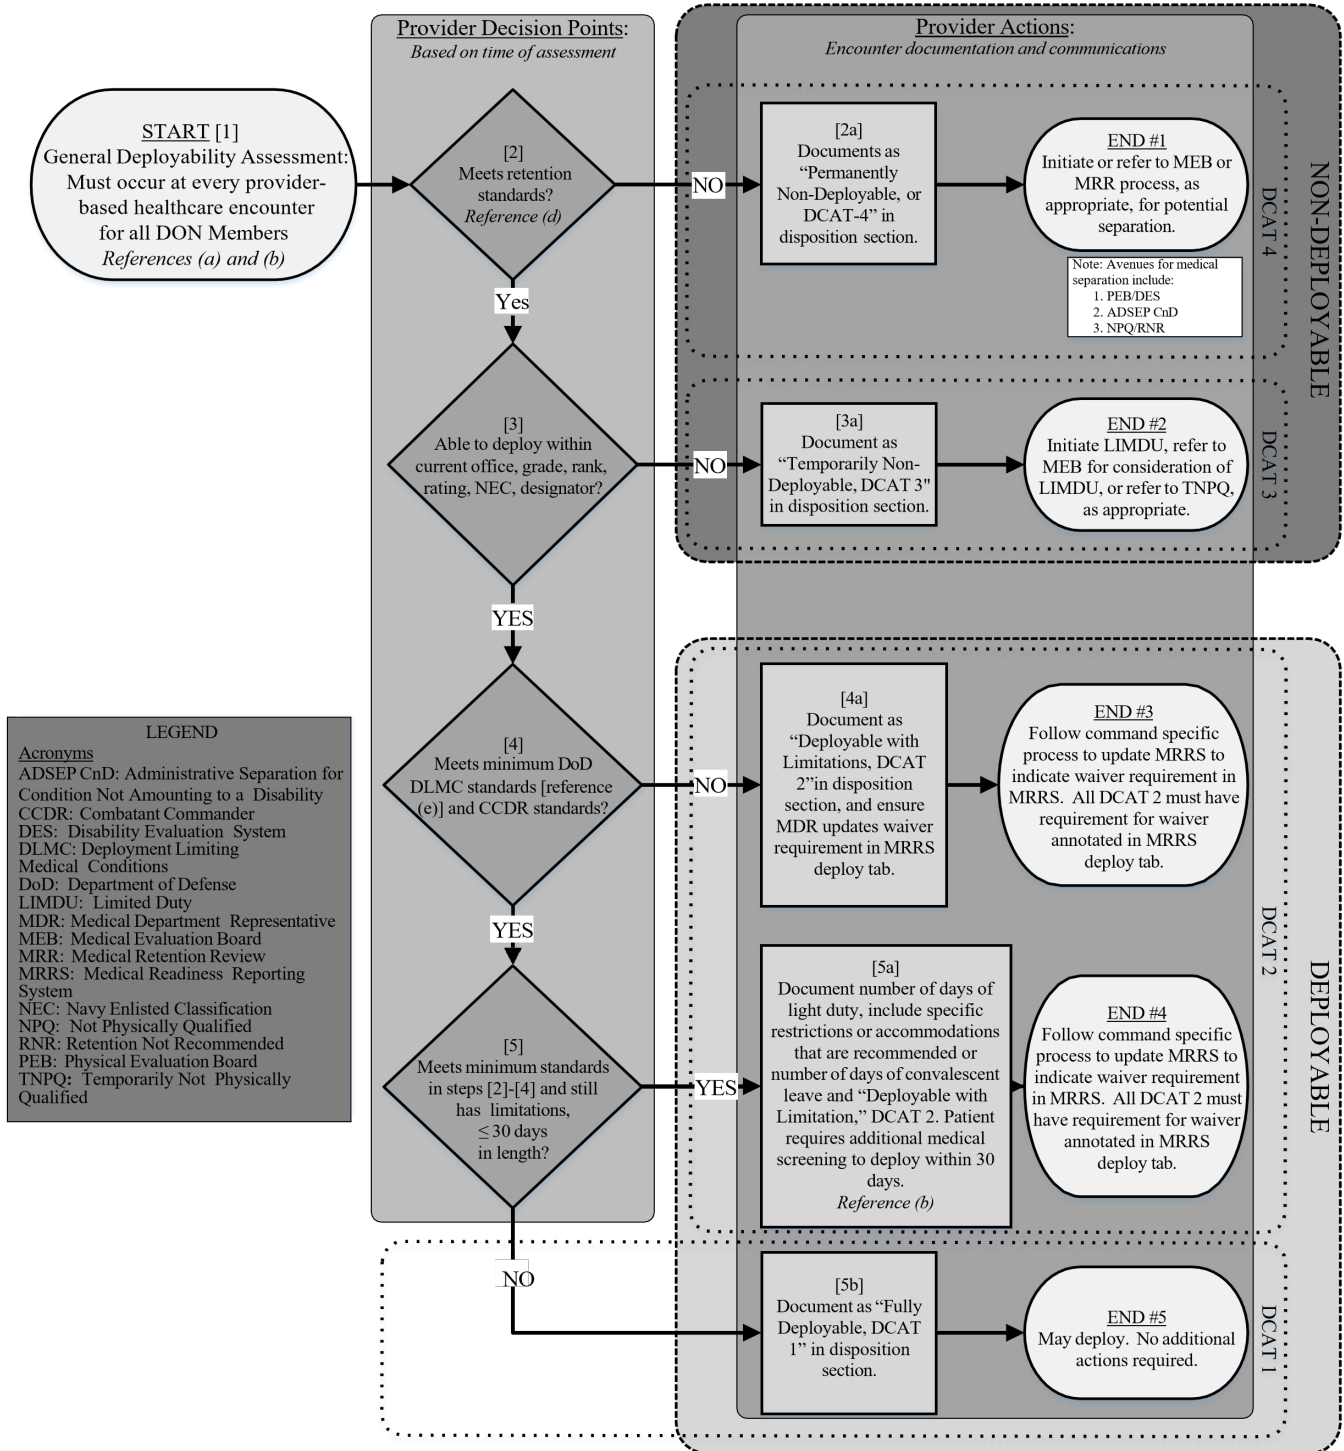 Provider Decision Points:
Based on time of assessment
Provider Actions:
Encounter documentation and communications
START [1]
General Deployability Assessment:
Must occur at every provider-
based healthcare encounter
for all DON Members
References (a) and (b)
[2]
Meets retention
standards?
Reference (d)
NO
[2a]
Documents as
“Permanently
Non-Deployable, or
DCAT-4” in
disposition section.
END #1
Initiate or refer to MEB or
MRR process, as
appropriate, for potential
separation.
Note: Avenues for medical
separation include:
1. PEB/DES
2. ADSEP CnD
3. NPQ/RNR
DCAT 4
NON-DEPLOYABLE
Yes
[3]
Able to deploy within
current office, grade, rank,
rating, NEC, designator?
NO
[3a]
Document as
“Temporarily Non-
Deployable, DCAT 3"
in disposition section.
END #2
Initiate LIMDU, refer to
MEB for consideration of
LIMDU, or refer to TNPQ,
as appropriate.
DCAT 3
YES
[4]
Meets minimum DoD
DLMC standards [reference
(e)] and CCDR standards?
NO
[4a]
Document as
“Deployable with
Limitations, DCAT
2”in disposition
section, and ensure
MDR updates waiver
requirement in MRRS
deploy tab.
END #3
Follow command specific
process to update MRRS to
indicate waiver requirement in
MRRS.  All DCAT 2 must have
requirement for waiver
annotated in MRRS
deploy tab.
DCAT 2
DEPLOYABLE
YES
[5]
Meets minimum standards
in steps [2]-[4] and still
has  limitations,
≤ 30 days
in length?
YES
[5a]
Document number of days of
light duty, include specific
restrictions or accommodations
that are recommended or
number of days of convalescent
leave and “Deployable with
Limitation,” DCAT 2. Patient
requires additional medical
screening to deploy within 30
days.
Reference (b)
END #4
Follow command specific
process to update MRRS to
indicate waiver requirement
in MRRS.  All DCAT 2 must
have requirement for waiver
annotated in MRRS
deploy tab.
NO
[5b]
Document as “Fully
Deployable, DCAT
1” in disposition
section.
END #5
May deploy.  No additional
actions required.
DCAT 1
LEGEND
Acronyms
ADSEP CnD: Administrative Separation for
Condition Not Amounting to a  Disability
CCDR: Combatant Commander
DES:  Disability Evaluation  System
DLMC: Deployment Limiting
Medical  Conditions
DoD:  Department of Defense
LIMDU:  Limited Duty
MDR: Medical Department  Representative
MEB:  Medical Evaluation  Board
MRR:  Medical Retention  Review
MRRS:  Medical Readiness Reporting
System
NEC:  Navy Enlisted  Classification
NPQ:  Not Physically  Qualified
RNR:  Retention Not  Recommended
PEB:  Physical Evaluation  Board
TNPQ:  Temporarily Not  Physically
Qualified